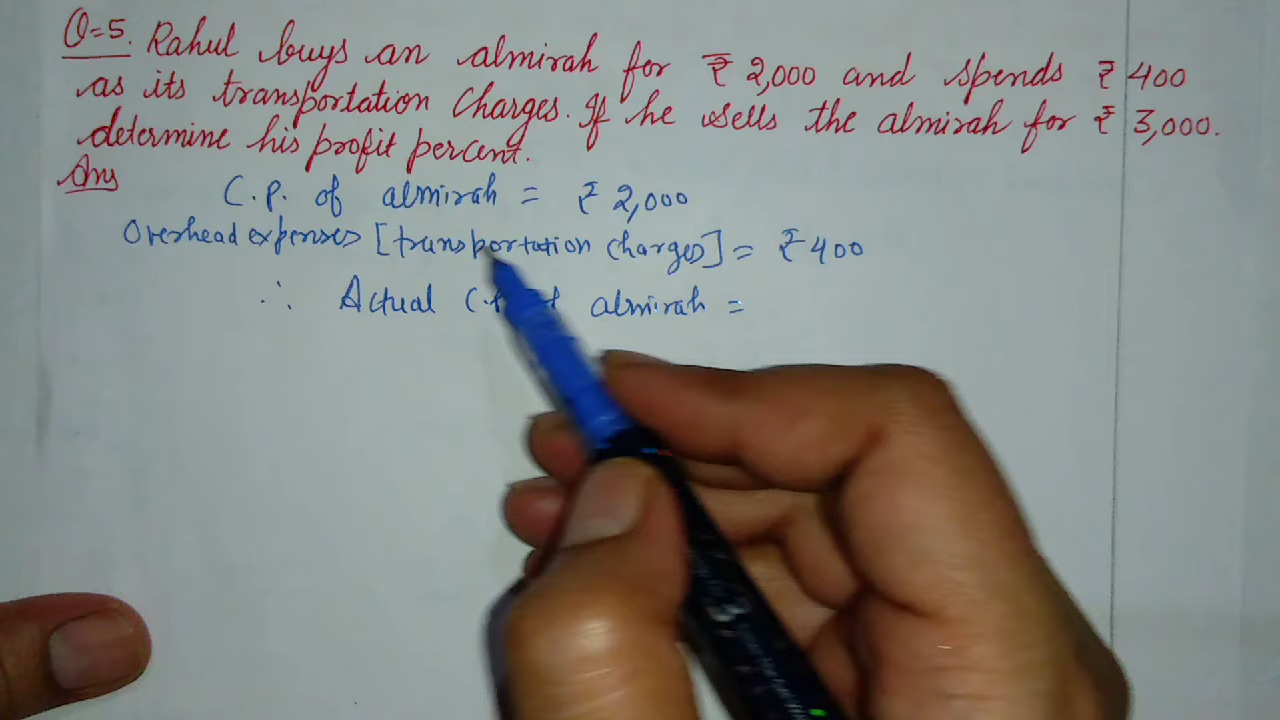 Q=5. Rahul buys an almirah for ₹ 2,000 and spends ₹ 400
as its transportation charges. If he sells the almirah for ₹ 3,000.
determine his profit percent.
Ans
C.P. of almirah = ₹ 2,000
Overhead expenses [transportation charges] = ₹ 400
∴ Actual almirah =